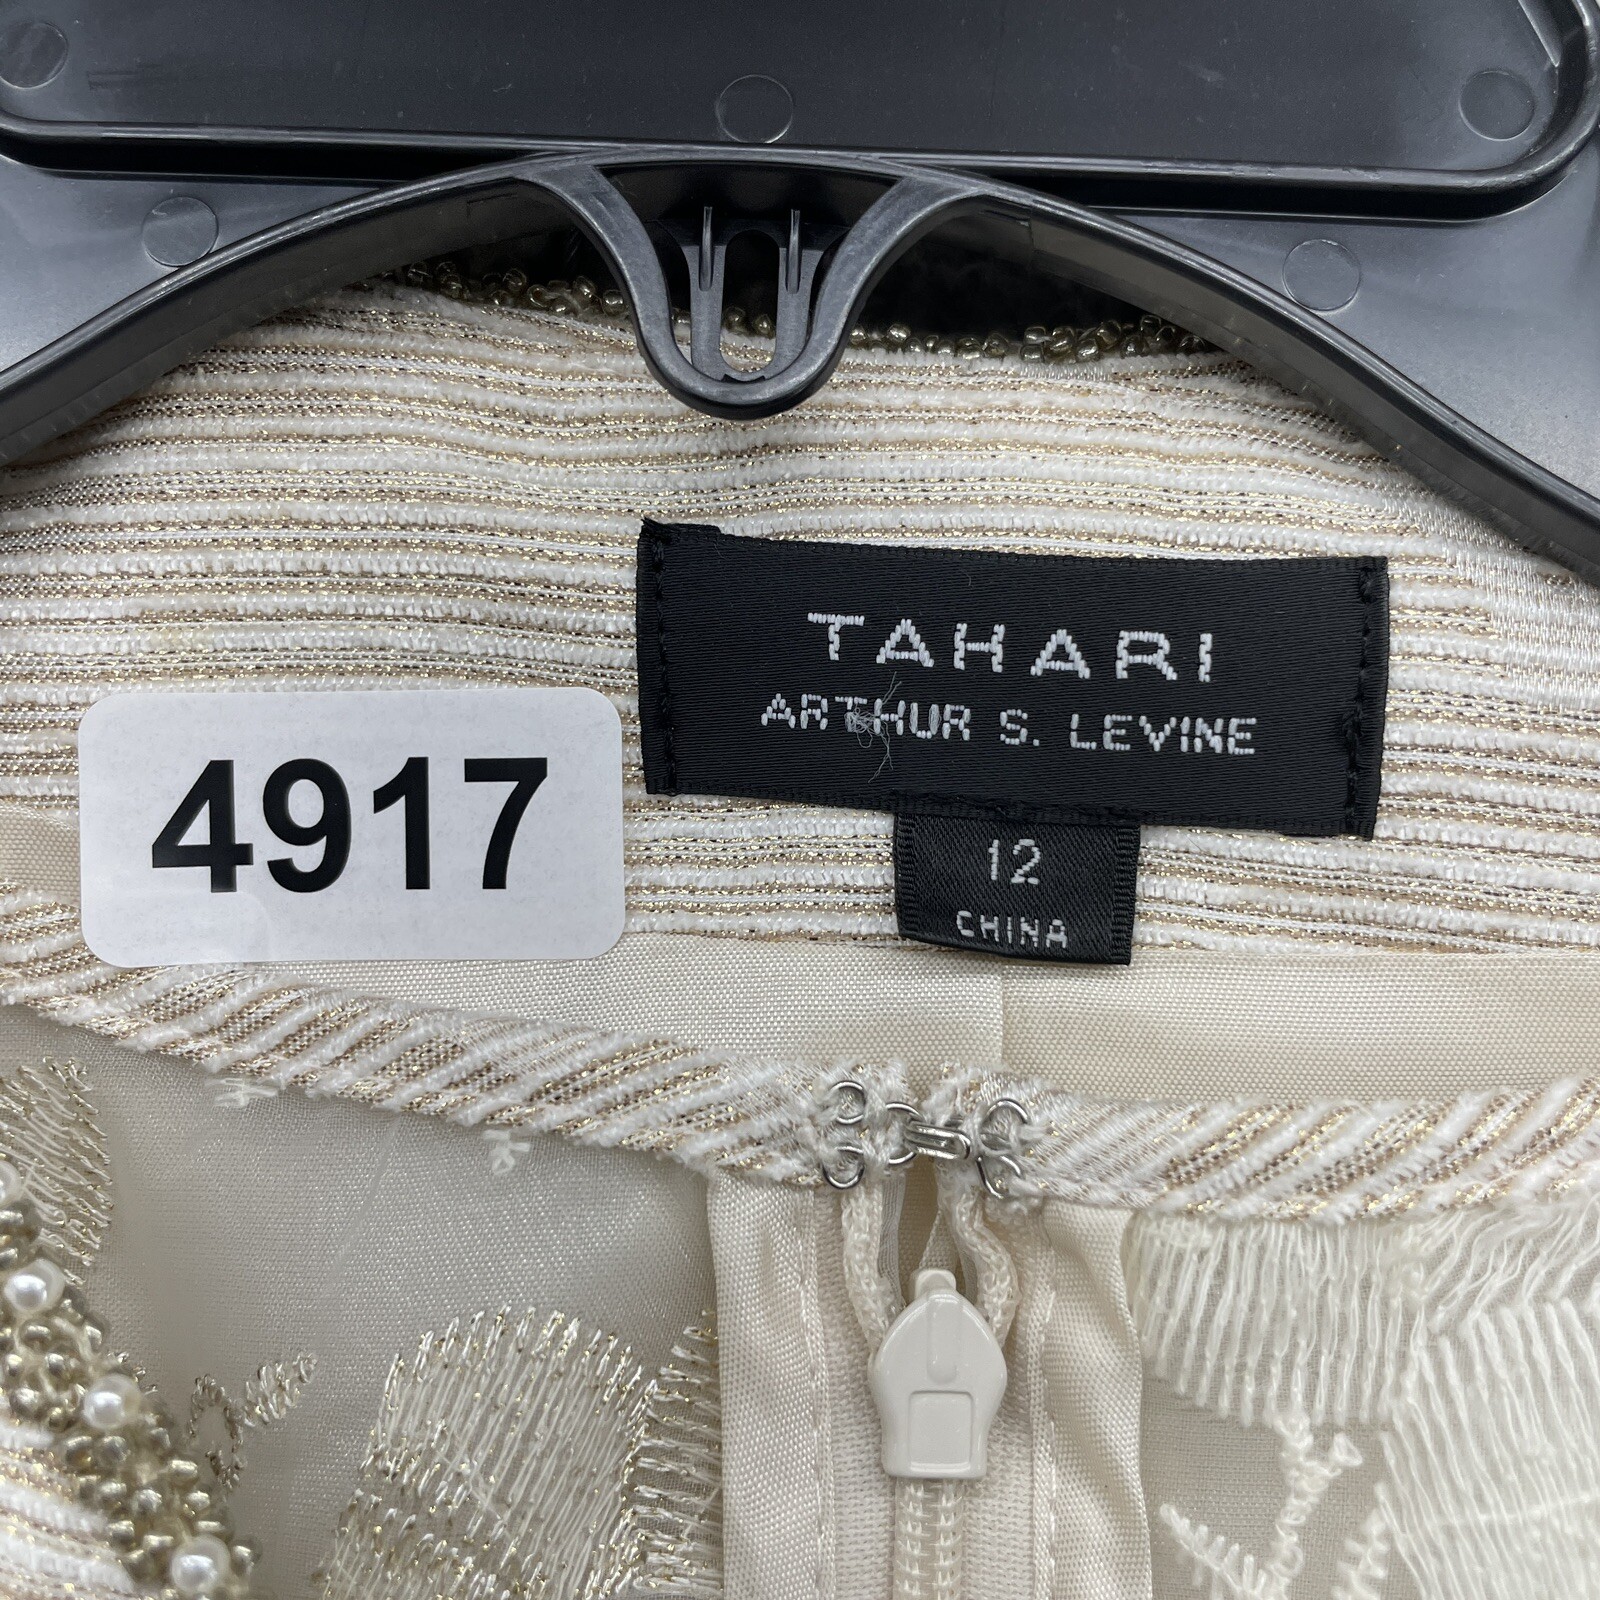 TAHARI
ARTHUR S. LEVINE
4917
12
CHINA